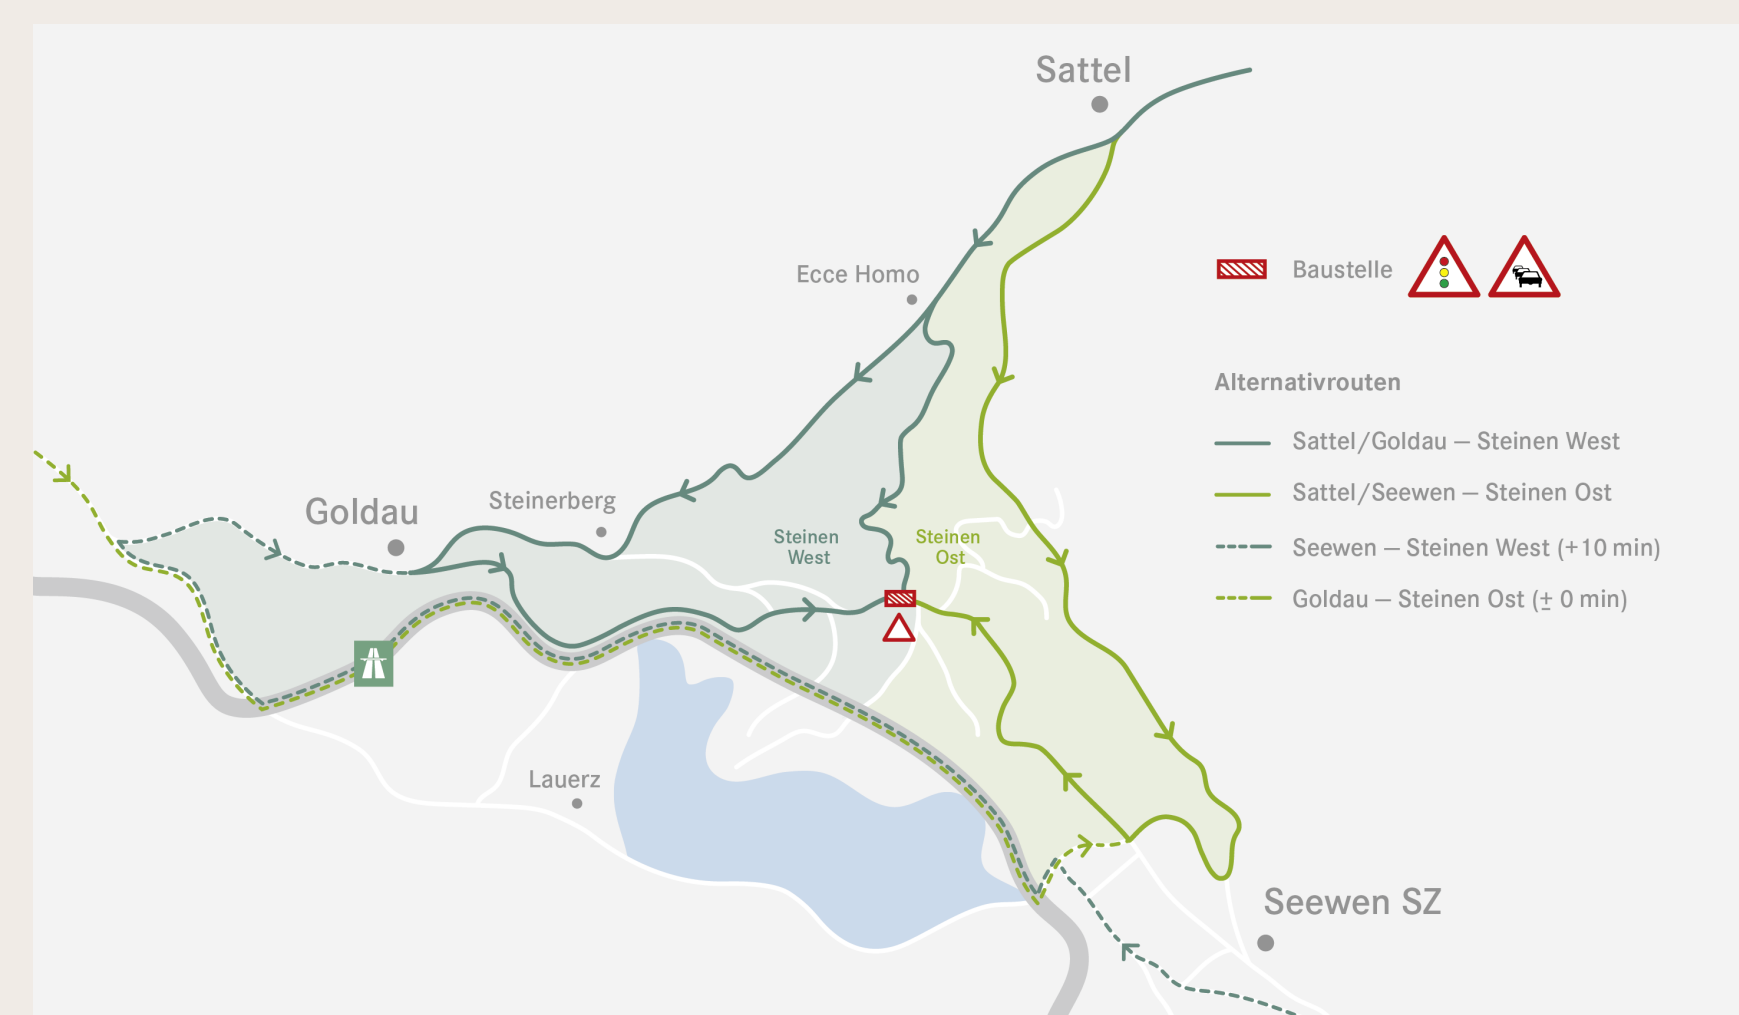 Sattel
Ecce Homo
Baustelle
Alternativrouten
Sattel/Goldau – Steinen West
Sattel/Seewen – Steinen Ost
Seewen – Steinen West (+10 min)
Goldau – Steinen Ost (± 0 min)
Goldau
Steinerberg
Steinen
West
Steinen
Ost
Lauerz
Seewen SZ